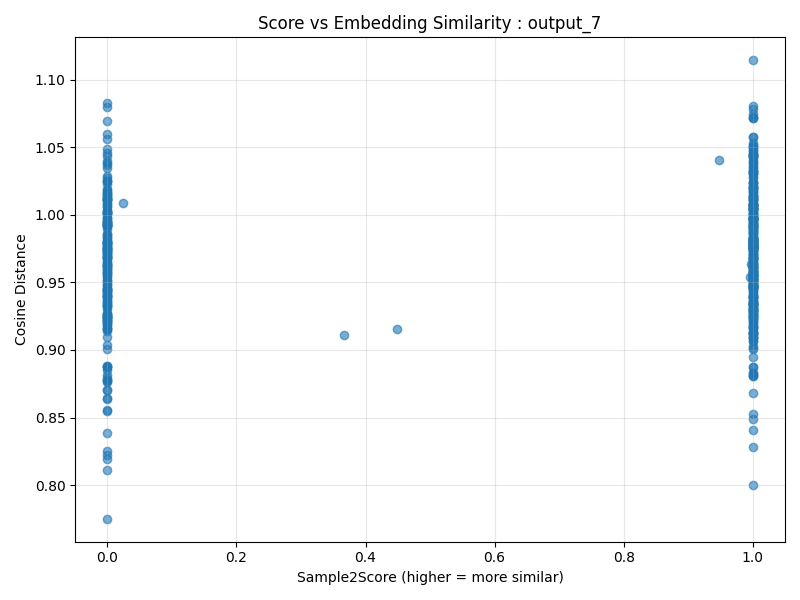 Score vs Embedding Similarity : output_7
Cosine Distance
1.10
1.05
1.00
0.95
0.90
0.85
0.80
0.0 0.2 0.4 0.6 0.8 1.0
Sample2Score (higher = more similar)